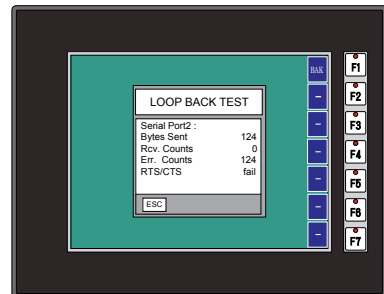 LOOP BACK TEST
Serial Port2 :
Bytes Sent 124
Rcv. Counts 0
Err. Counts 124
RTS/CTS fail
ESC
BAK
F1
F2
F3
F4
F5
F6
F7